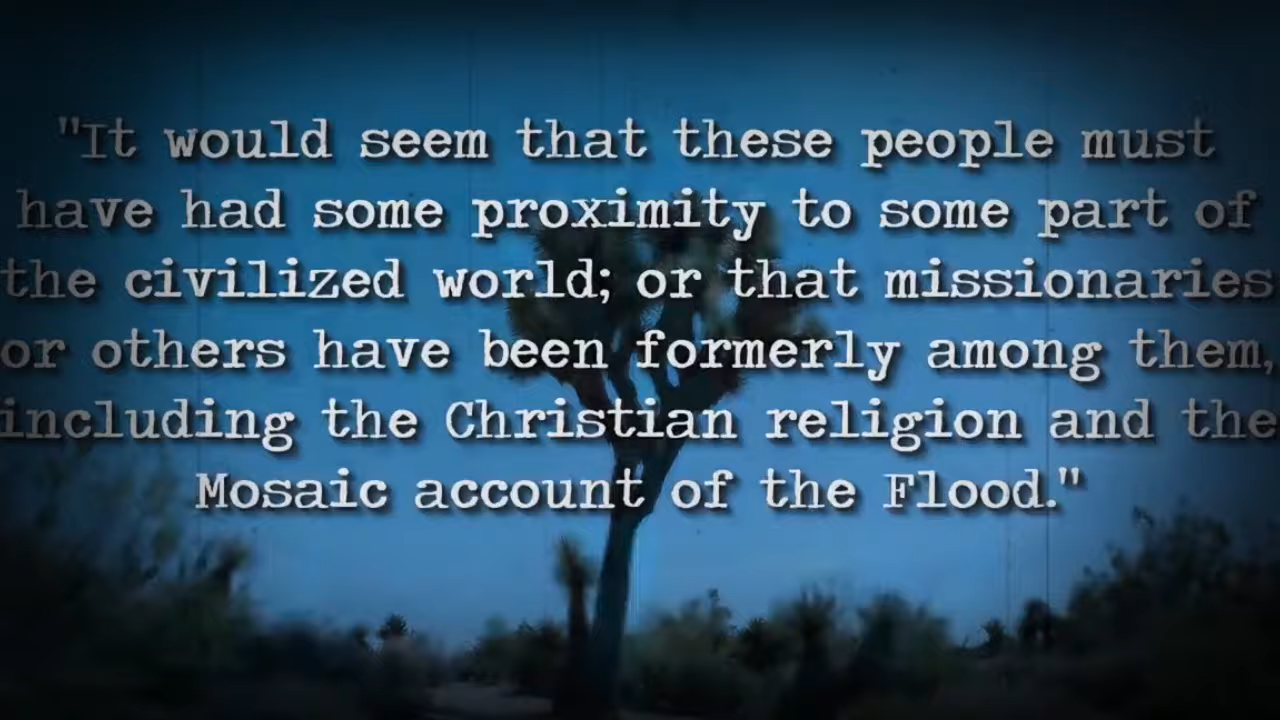 "It would seem that these people must
have had some proximity to some part of
the civilized world; or that missionaries
or others have been formerly among them,
including the Christian religion and the
Mosaic account of the Flood."